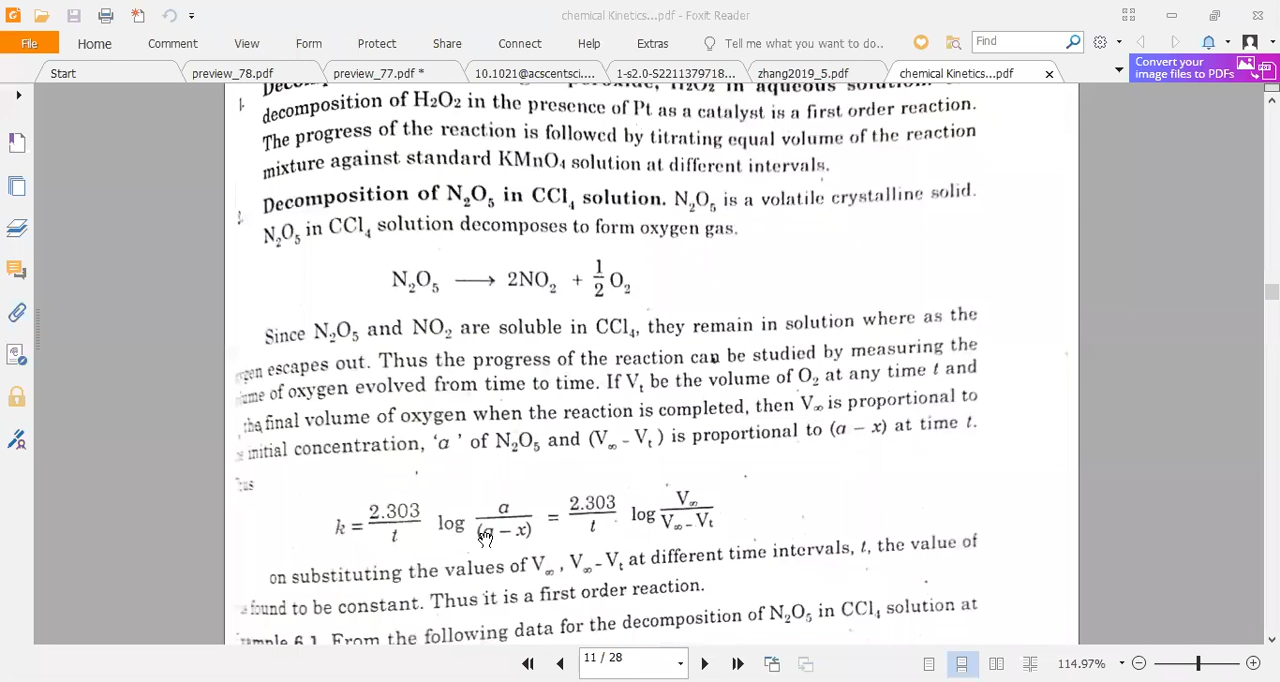 chemical Kinetics...pdf - Foxit Reader
File Home Comment View Form Protect Share Connect Help Extras Tell me what you want to do.. Find
Start preview_78.pdf preview_77.pdf * 10.1021@acscentsci.... 1-s2.0-S2211379718... zhang2019_5.pdf chemical Kinetics...pdf
Convert your
image files to PDFs
H2O2 in aqueous
decomposition of H2O2 in the presence of Pt as a catalyst is a first order reaction.
The progress of the reaction is followed by titrating equal volume of the reaction
mixture against standard KMnO4 solution at different intervals.
Decomposition of N₂O₅ in CCl₄ solution. N₂O₅ is a volatile crystalline solid.
N₂O₅ in CCl₄ solution decomposes to form oxygen gas.
N₂O₅ ⟶ 2NO₂ + 1/2 O₂
Since N₂O₅ and NO₂ are soluble in CCl₄, they remain in solution where as the
gen escapes out. Thus the progress of the reaction can be studied by measuring the
ume of oxygen evolved from time to time. If Vₜ be the volume of O₂ at any time t and
the final volume of oxygen when the reaction is completed, then V∞ is proportional to
initial concentration, 'a' of N₂O₅ and (V∞ - Vₜ) is proportional to (a - x) at time t.
us
k = 2.303/t log a/(a - x) = 2.303/t log V∞/V∞ - Vₜ
on substituting the values of V∞, V∞ - Vₜ at different time intervals, t, the value of
found to be constant. Thus it is a first order reaction.
6.1. From the following data for the decomposition of N₂O₅ in CCl₄ solution at
11 / 28
114.97%